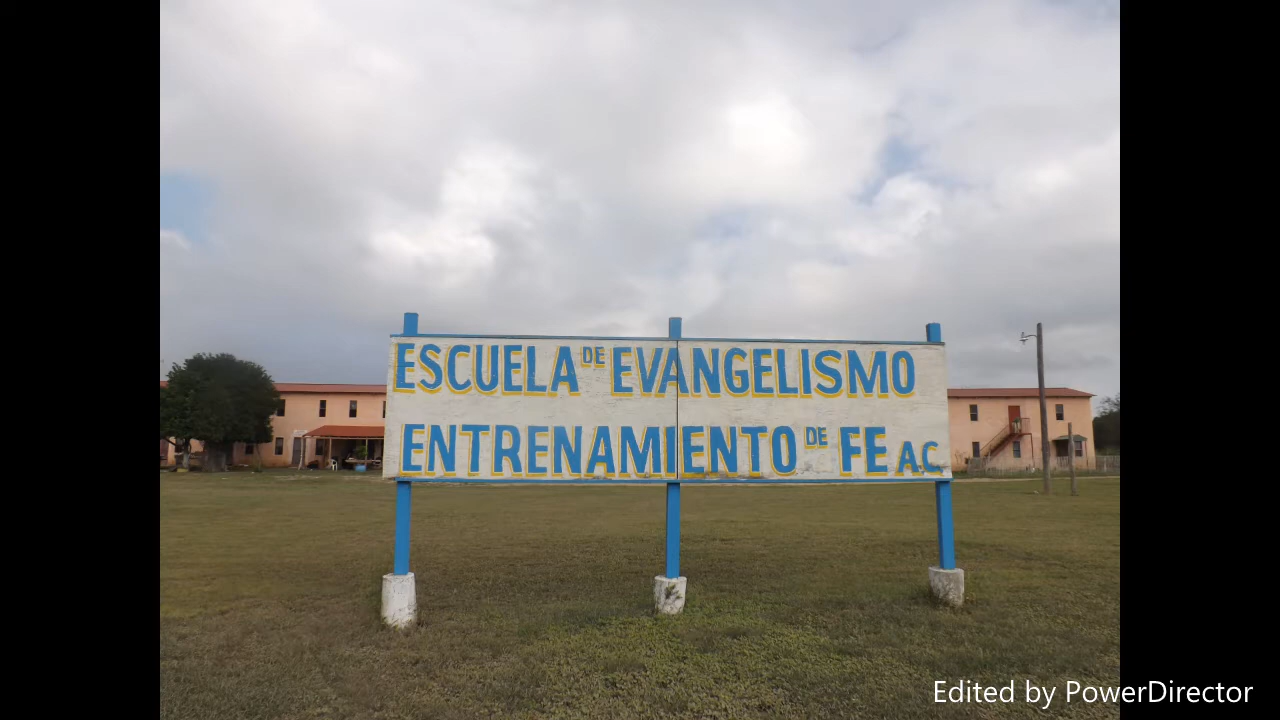 ESCUELA DE EVANGELISMO
ENTRENAMIENTO DE FE A.C.
Edited by PowerDirector